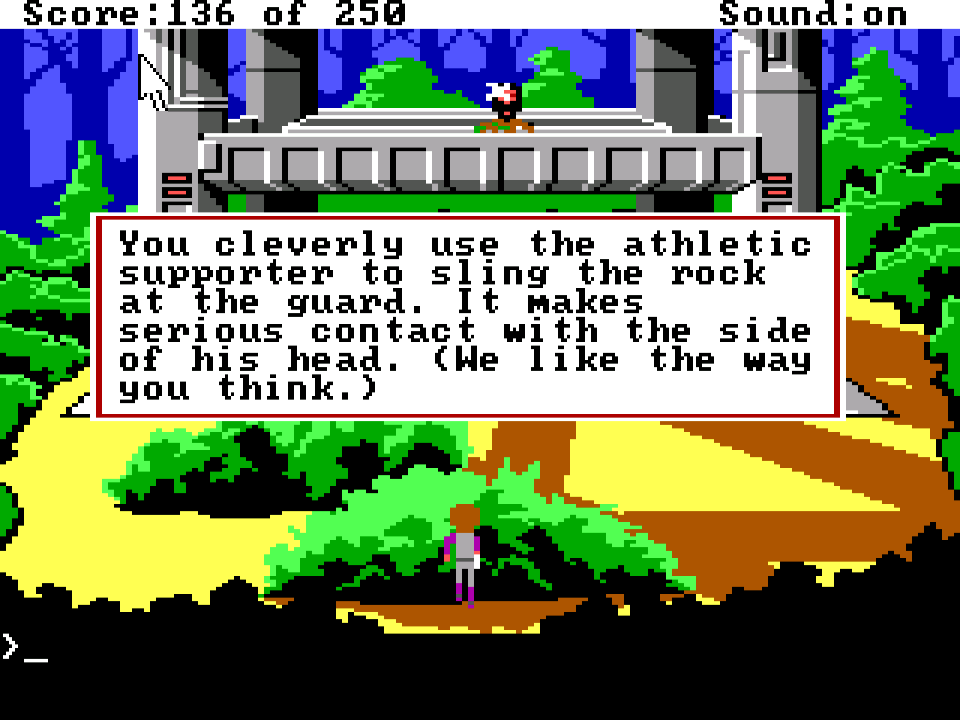 Score:136 of 250 Sound:on
You cleverly use the athletic
supporter to sling the rock
at the guard. It makes
serious contact with the side
of his head. (We like the way
you think.)
>_